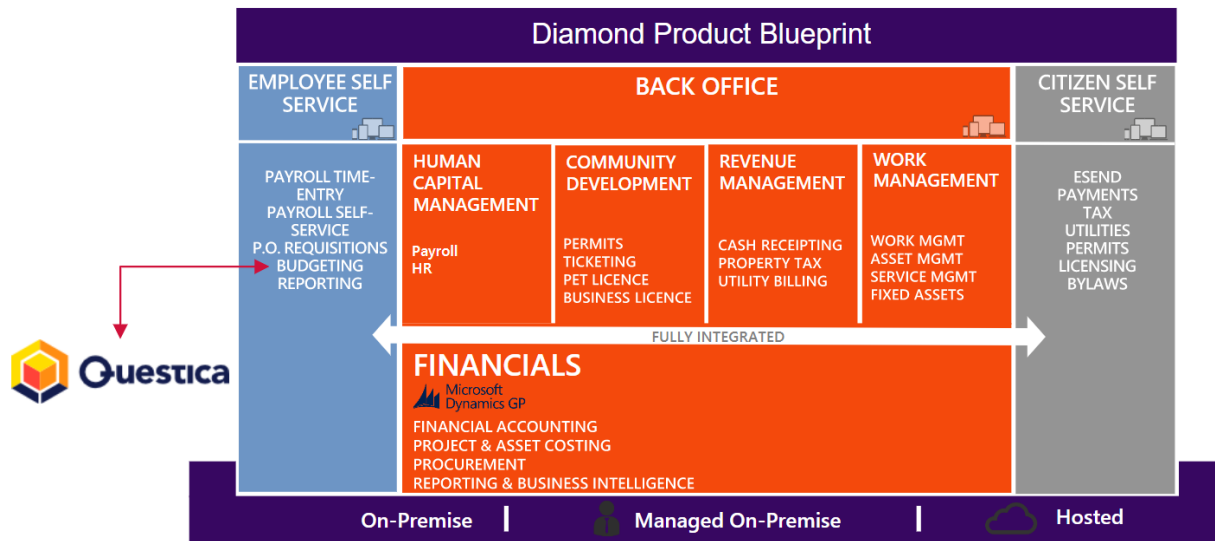 Diamond Product Blueprint
EMPLOYEE SELF
SERVICE
BACK OFFICE
CITIZEN SELF
SERVICE
PAYROLL TIME-
ENTRY
PAYROLL SELF-
SERVICE
P.O. REQUISITIONS
BUDGETING
REPORTING
HUMAN
CAPITAL
MANAGEMENT
Payroll
HR
COMMUNITY
DEVELOPMENT
PERMITS
TICKETING
PET LICENCE
BUSINESS LICENCE
REVENUE
MANAGEMENT
CASH RECEIPTING
PROPERTY TAX
UTILITY BILLING
WORK
MANAGEMENT
WORK MGMT
ASSET MGMT
SERVICE MGMT
FIXED ASSETS
ESEND
PAYMENTS
TAX
UTILITIES
PERMITS
LICENSING
BYLAWS
FULLY INTEGRATED
Questica
FINANCIALS
Microsoft
Dynamics GP
FINANCIAL ACCOUNTING
PROJECT & ASSET COSTING
PROCUREMENT
REPORTING & BUSINESS INTELLIGENCE
On-Premise
Managed On-Premise
Hosted